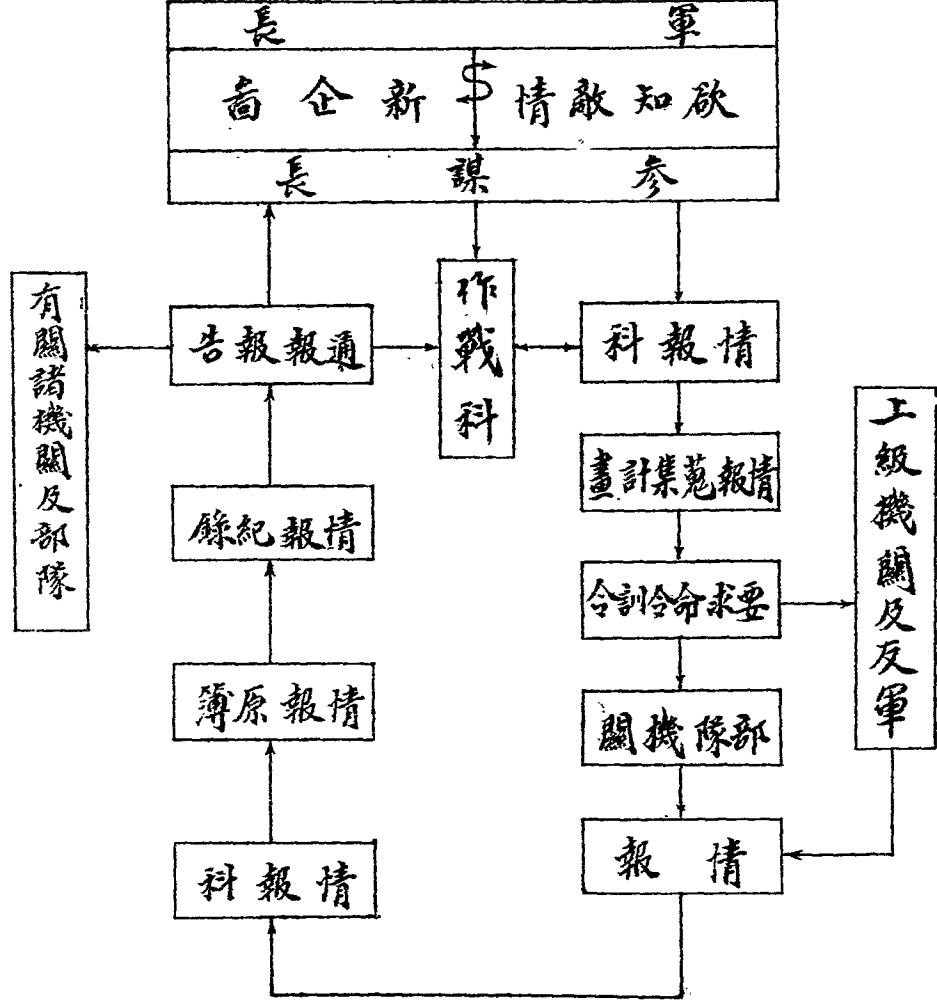 軍長
欲知敵情
新企啚
參謀長
作戰科
情報科
情報蒐集計畫
要求命令訓令
上級機關及友軍
部隊機關
情報
情報科
情報原簿
情報紀錄
通報報告
有關諸機關及部隊